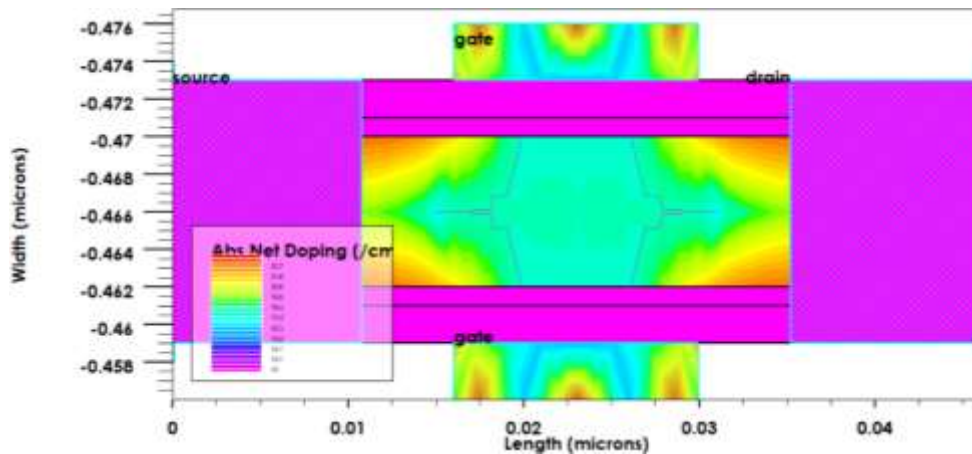 -0.476
gate
-0.474
source
drain
-0.472
-0.47
-0.468
-0.466
Width (microns)
-0.464
Abs Net Doping (/cm
-0.462
-0.46
gate
-0.458
0
0.01
0.02
0.03
0.04
Length (microns)